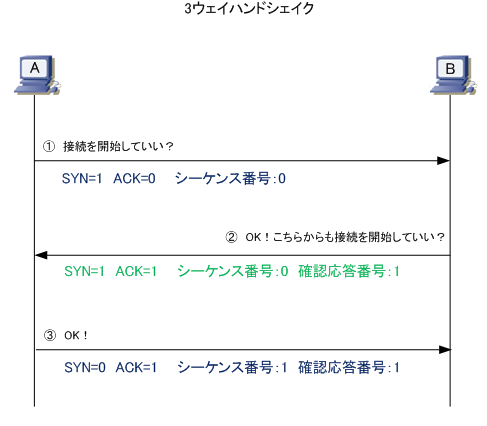 3ウェイハンドシェイク
A
B
① 接続を開始していい？
SYN=1 ACK=0 シーケンス番号：0
② OK！こちらからも接続を開始していい？
SYN=1 ACK=1 シーケンス番号：0 確認応答番号：1
③ OK！
SYN=0 ACK=1 シーケンス番号：1 確認応答番号：1